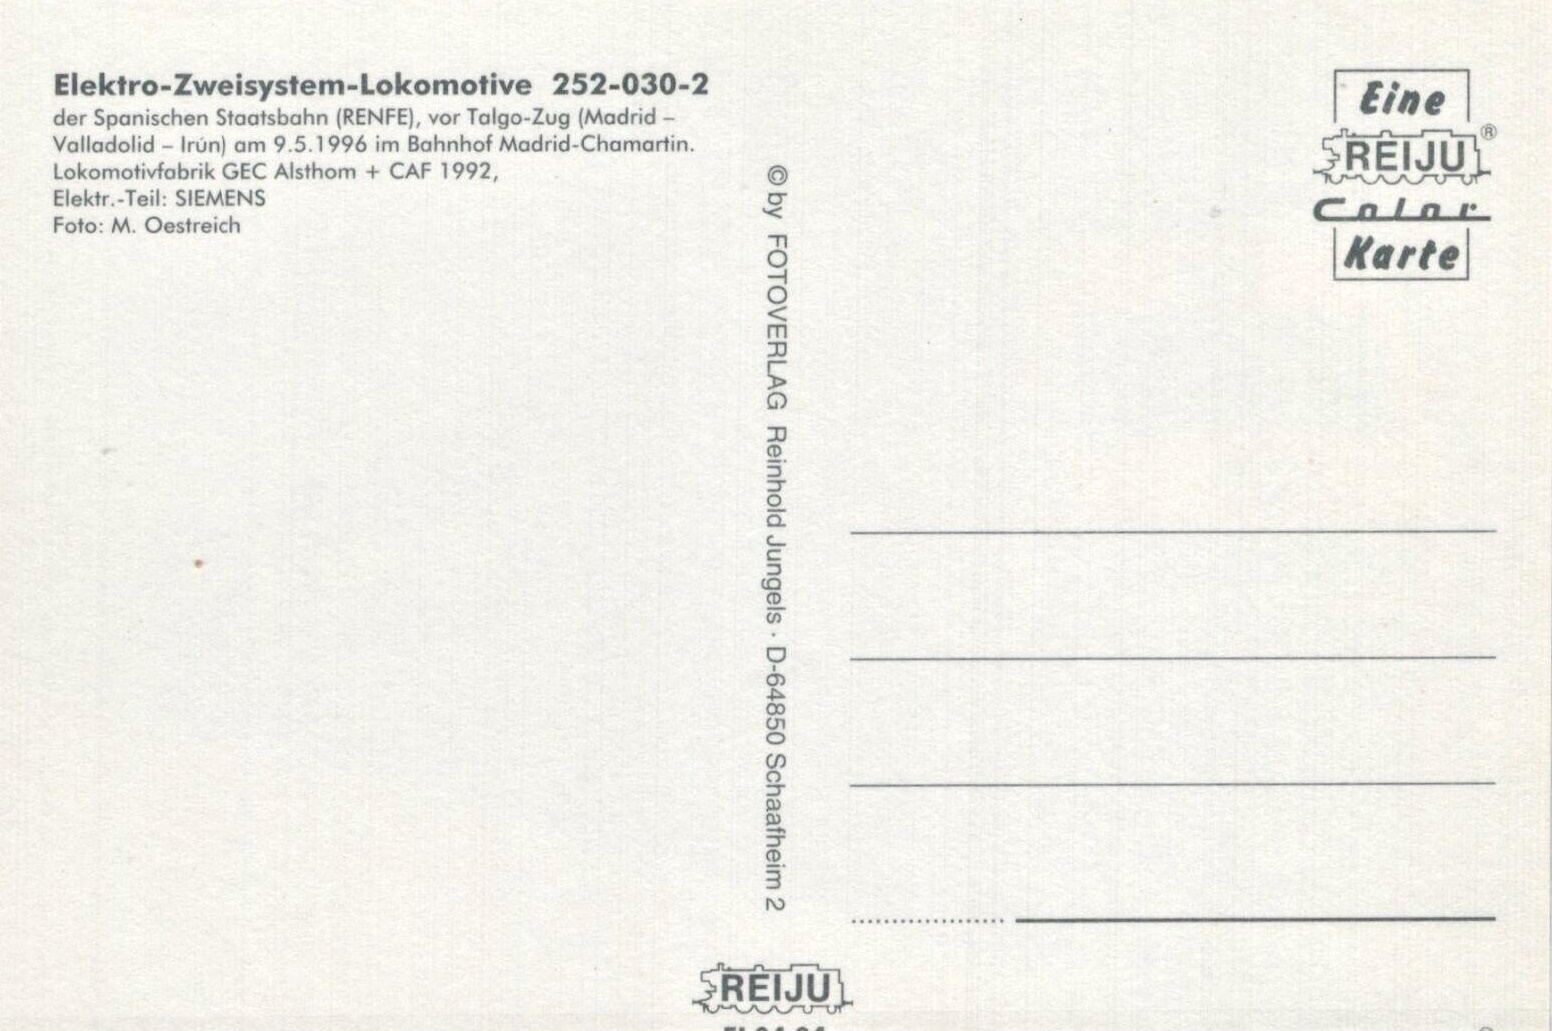 Elektro-Zweisystem-Lokomotive 252-030-2
der Spanischen Staatsbahn (RENFE), vor Talgo-Zug (Madrid –
Valladolid – Irún) am 9.5.1996 im Bahnhof Madrid-Chamartin.
Lokomotivfabrik GEC Alsthom + CAF 1992,
Elektr.-Teil: SIEMENS
Foto: M. Oestreich
© by FOTOVERLAG Reinhold Jungels · D-64850 Schaafheim 2
Eine
REIJU®
Color
Karte
REIJU